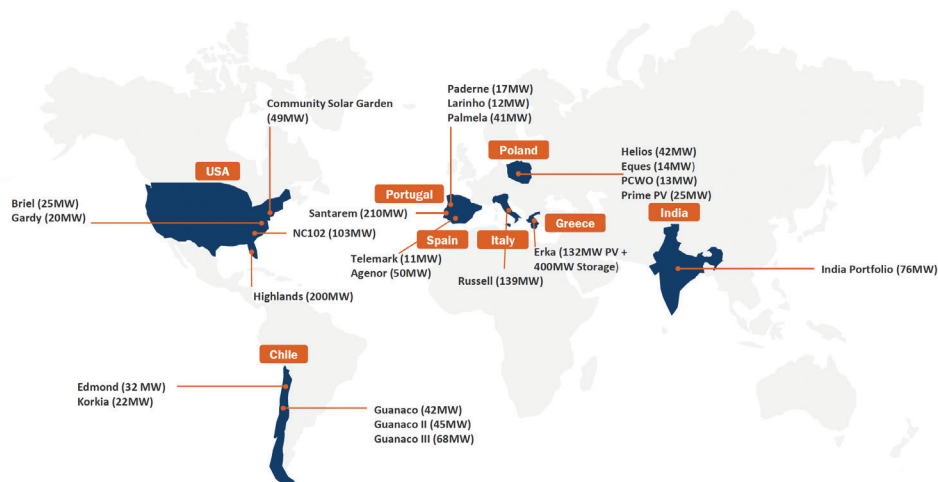 Paderne (17MW)
Larinho (12MW)
Palmela (41MW)
Community Solar Garden
(49MW)
Poland
Helios (42MW)
Eques (14MW)
PCWO (13MW)
Prime PV (25MW)
USA
Portugal
Briel (25MW)
Gardy (20MW)
Santarem (210MW)
India
NC102 (103MW)
Spain
Italy
Greece
Telemark (11MW)
Agenor (50MW)
Erka (132MW PV +
400MW Storage)
India Portfolio (76MW)
Russell (139MW)
Highlands (200MW)
Chile
Edmond (32 MW)
Korkia (22MW)
Guanaco (42MW)
Guanaco II (45MW)
Guanaco III (68MW)